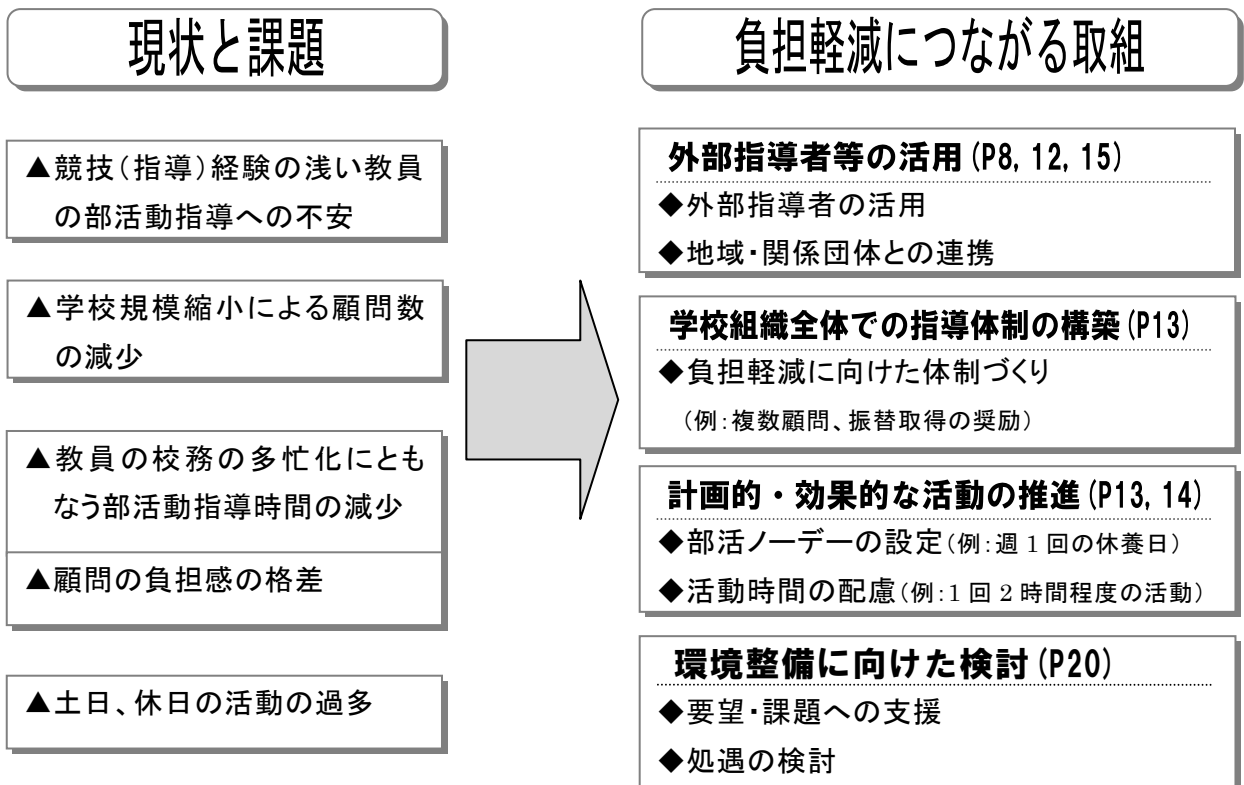 現状と課題
▲競技(指導)経験の浅い教員
の部活動指導への不安
▲学校規模縮小による顧問数
の減少
▲教員の校務の多忙化にとも
なう部活動指導時間の減少
▲顧問の負担感の格差
▲土日、休日の活動の過多
負担軽減につながる取組
外部指導者等の活用(P8, 12, 15)
◆外部指導者の活用
◆地域・関係団体との連携
学校組織全体での指導体制の構築(P13)
◆負担軽減に向けた体制づくり
(例:複数顧問、振替取得の奨励)
計画的・効果的な活動の推進(P13, 14)
◆部活ノーデーの設定(例:週1回の休養日)
◆活動時間の配慮(例:1回2時間程度の活動)
環境整備に向けた検討(P20)
◆要望・課題への支援
◆処遇の検討